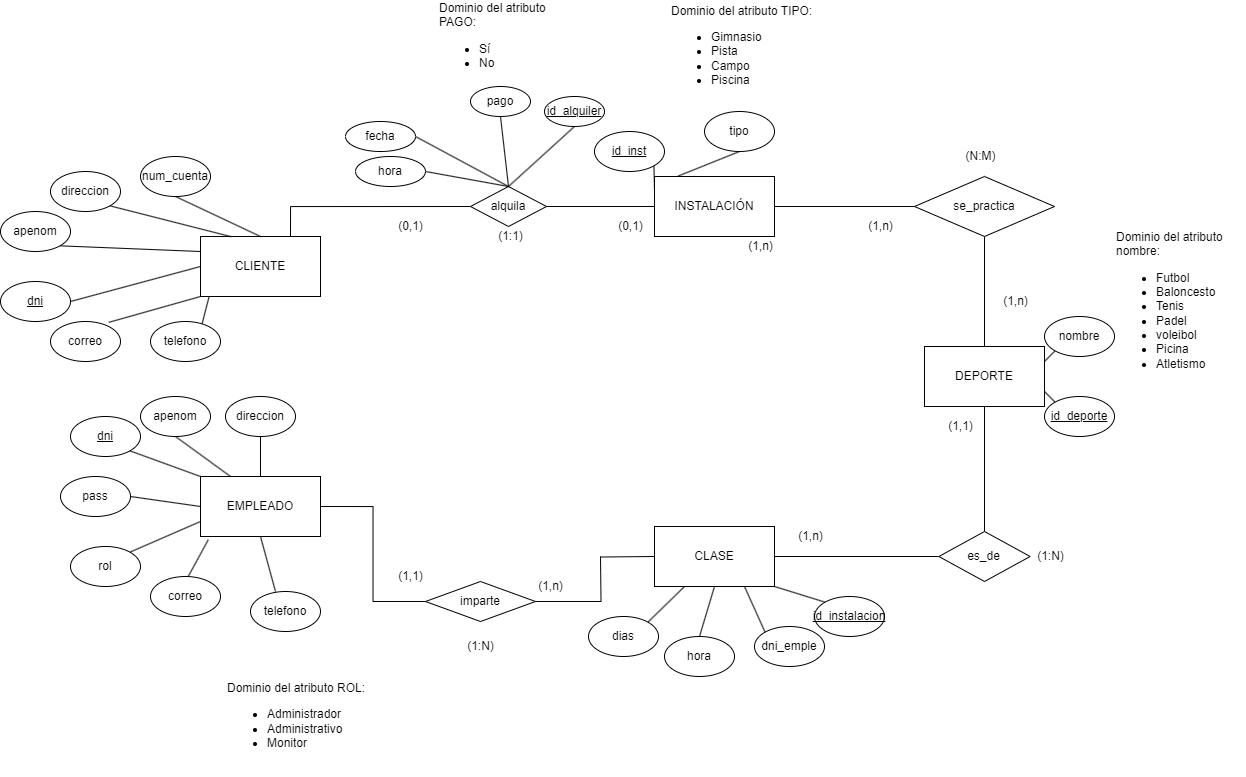 Dominio del atributo
PAGO:
Sí
No
Dominio del atributo TIPO:
Gimnasio
Pista
Campo
Piscina
pago
id_alquiler
fecha
hora
id_inst
tipo
num_cuenta
direccion
apenom
dni
correo
telefono
CLIENTE
(0,1)
alquila
(1:1)
(0,1)
INSTALACIÓN
(1,n)
(1,n)
(N:M)
se_practica
(1,n)
Dominio del atributo
nombre:
Futbol
Baloncesto
Tenis
Padel
voleibol
Picina
Atletismo
nombre
DEPORTE
id_deporte
(1,1)
dni
apenom
direccion
pass
EMPLEADO
rol
correo
telefono
(1,1)
imparte
(1,n)
(1:N)
CLASE
(1,n)
es_de
(1:N)
dias
hora
dni_emple
id_instalacion
Dominio del atributo ROL:
Administrador
Administrativo
Monitor